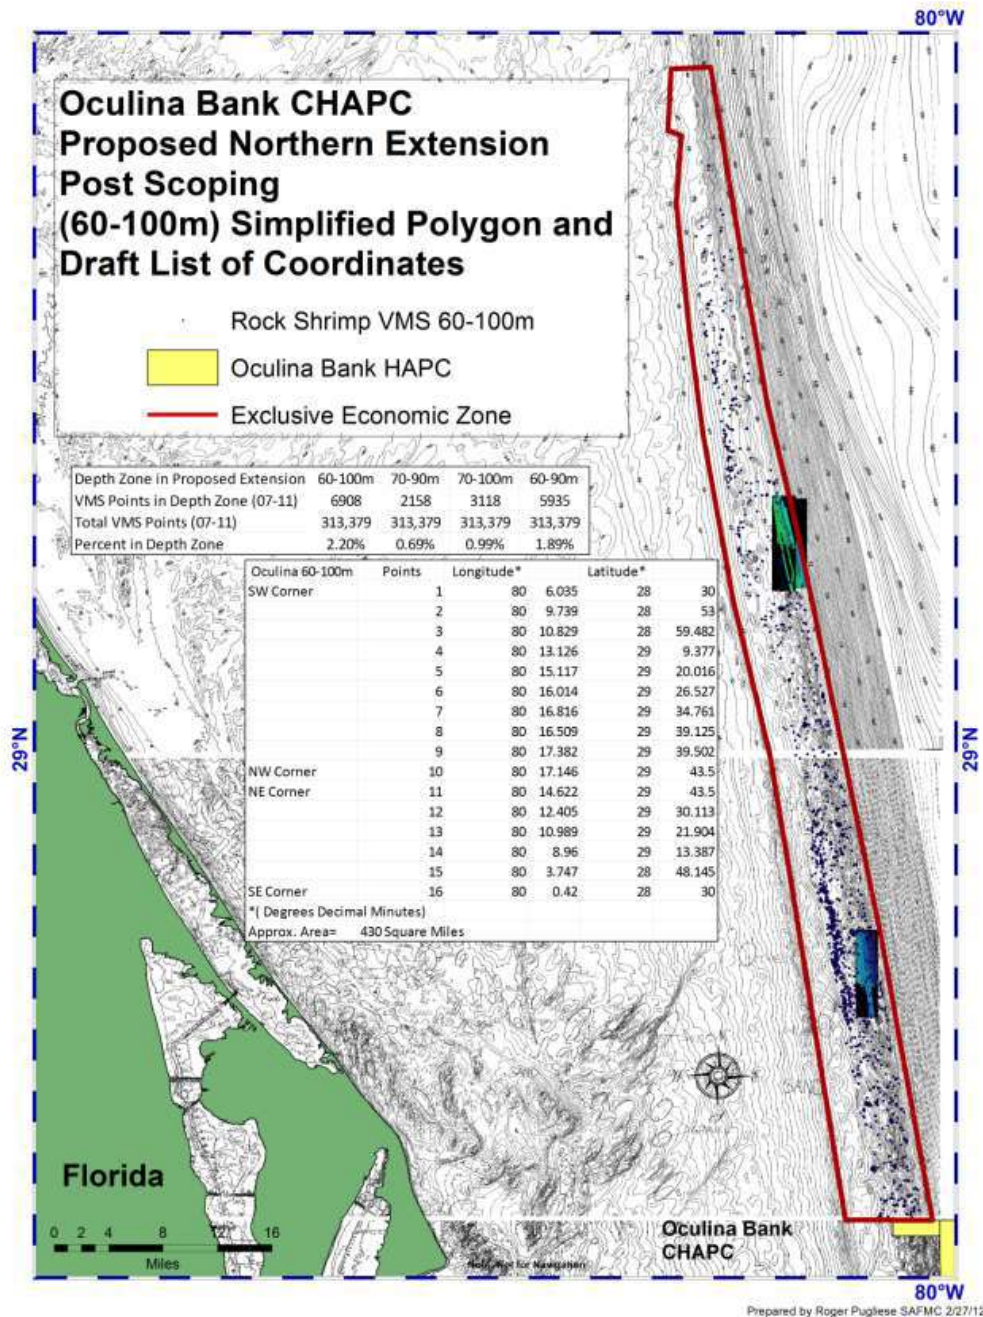 80°W
Oculina Bank CHAPC
Proposed Northern Extension
Post Scoping
(60-100m) Simplified Polygon and
Draft List of Coordinates
Rock Shrimp VMS 60-100m
Oculina Bank HAPC
Exclusive Economic Zone
Depth Zone in Proposed Extension 60-100m 70-90m 70-100m 60-90m
VMS Points in Depth Zone (07-11) 6908 2158 3118 5935
Total VMS Points (07-11) 313,379 313,379 313,379 313,379
Percent in Depth Zone 2.20% 0.69% 0.99% 1.89%
Oculina 60-100m Points Longitude* Latitude*
SW Corner 1 80 6.035 28 30
2 80 9.739 28 53
3 80 10.829 28 59.482
4 80 13.126 29 9.377
5 80 15.117 29 20.016
6 80 16.014 29 26.527
7 80 16.816 29 34.761
8 80 16.509 29 39.125
9 80 17.382 29 39.502
NW Corner 10 80 17.146 29 43.5
NE Corner 11 80 14.622 29 43.5
12 80 12.405 29 30.113
13 80 10.989 29 21.904
14 80 8.96 29 13.387
15 80 3.747 28 48.145
SE Corner 16 80 0.42 28 30
*( Degrees Decimal Minutes)
Approx. Area= 430 Square Miles
29°N
29°N
Florida
0 2 4 8 12 16
Miles
Note: Not for Navigation
Oculina Bank
CHAPC
80°W
Prepared by Roger Pugliese SAFMC 2/27/12